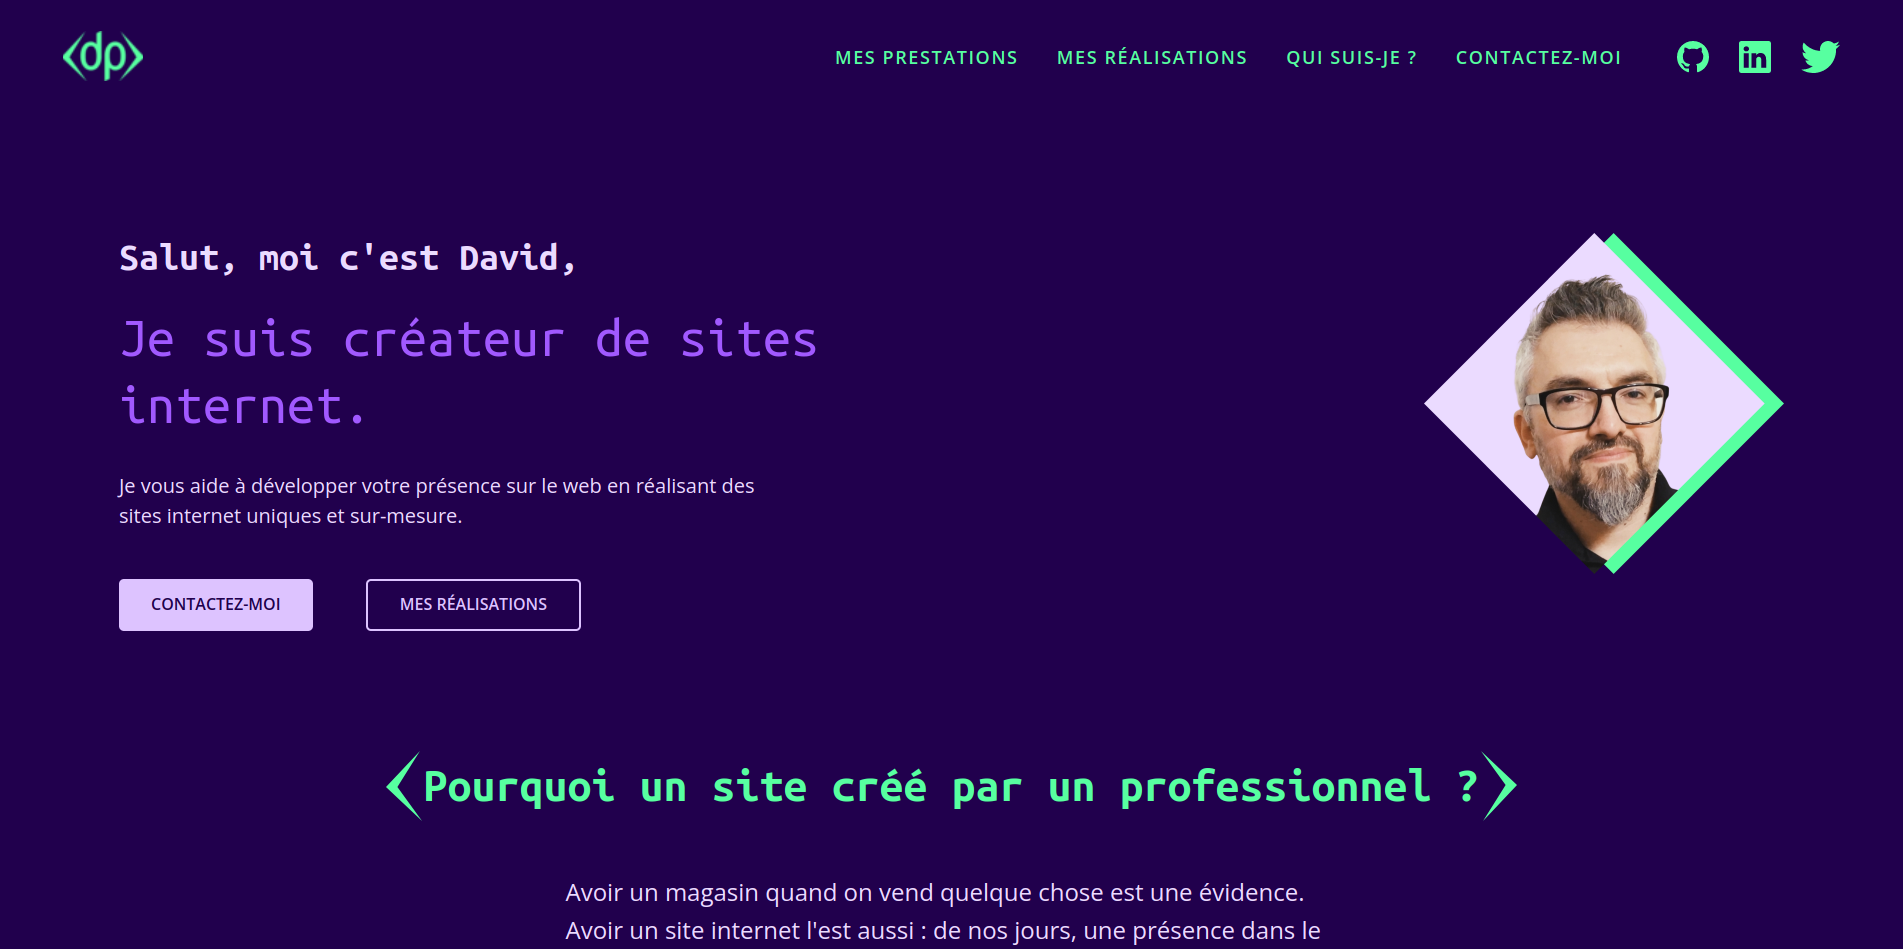 <dp>
MES PRESTATIONS MES RÉALISATIONS QUI SUIS-JE ? CONTACTEZ-MOI in
Salut, moi c'est David,
Je suis créateur de sites
internet.
Je vous aide à développer votre présence sur le web en réalisant des
sites internet uniques et sur-mesure.
CONTACTEZ-MOI MES RÉALISATIONS
Pourquoi un site créé par un professionnel ?
Avoir un magasin quand on vend quelque chose est une évidence.
Avoir un site internet l'est aussi : de nos jours, une présence dans le